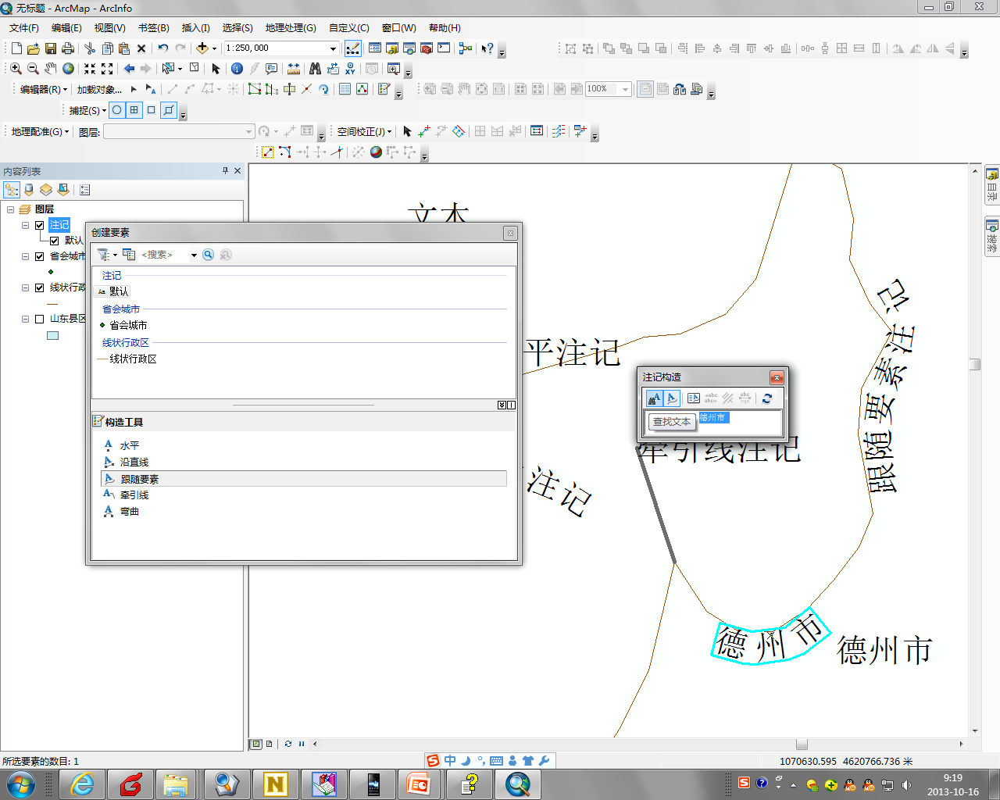 无标题 - ArcMap - ArcInfo
文件(F) 编辑(E) 视图(V) 书签(B) 插入(I) 选择(S) 地理处理(G) 自定义(C) 窗口(W) 帮助(H)
1:250,000
编辑器(R) 加载对象... 100%
捕捉(S)
地理配准(G) 图层: 空间校正(J)
内容列表
图层
注记
默认
省会城市
线状行政
山东县区
目录
搜索
文本
创建要素
<搜索>
注记
默认
省会城市
省会城市
线状行政区
线状行政区
构造工具
水平
沿直线
跟随要素
牵引线
弯曲
平注记
注记构造
德州市
查找文本
牵引线注记
注记
跟随要素注记
德州市
德州市
所选要素的数目: 1
中
1070630.595 4620766.736 米
9:19
2013-10-16